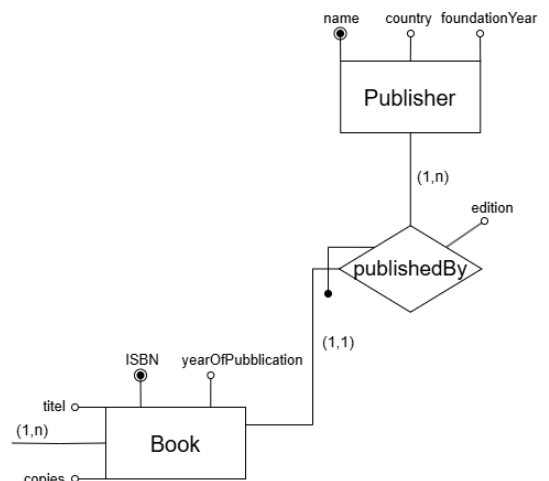 name country foundationYear
Publisher
(1,n)
edition
publishedBy
(1,1)
ISBN yearOfPubblication
titel
(1,n)
Book
copies